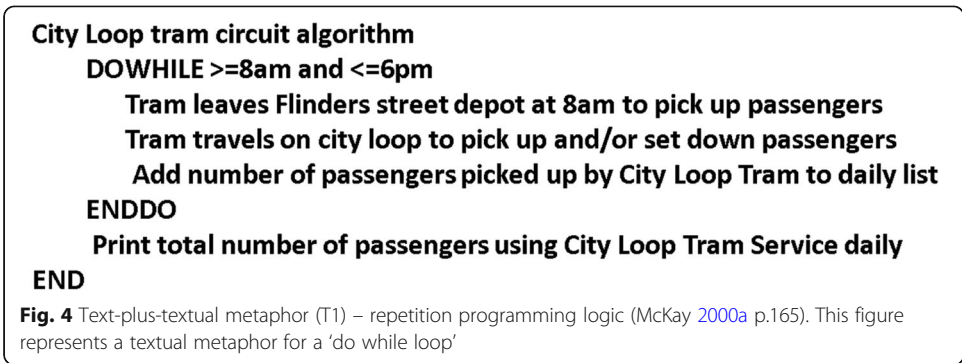 City Loop tram circuit algorithm
DOWHILE >=8am and <=6pm
Tram leaves Flinders street depot at 8am to pick up passengers
Tram travels on city loop to pick up and/or set down passengers
Add number of passengers picked up by City Loop Tram to daily list
ENDDO
Print total number of passengers using City Loop Tram Service daily
END
Fig. 4 Text-plus-textual metaphor (T1) – repetition programming logic (McKay 2000a p.165). This figure
represents a textual metaphor for a ‘do while loop’